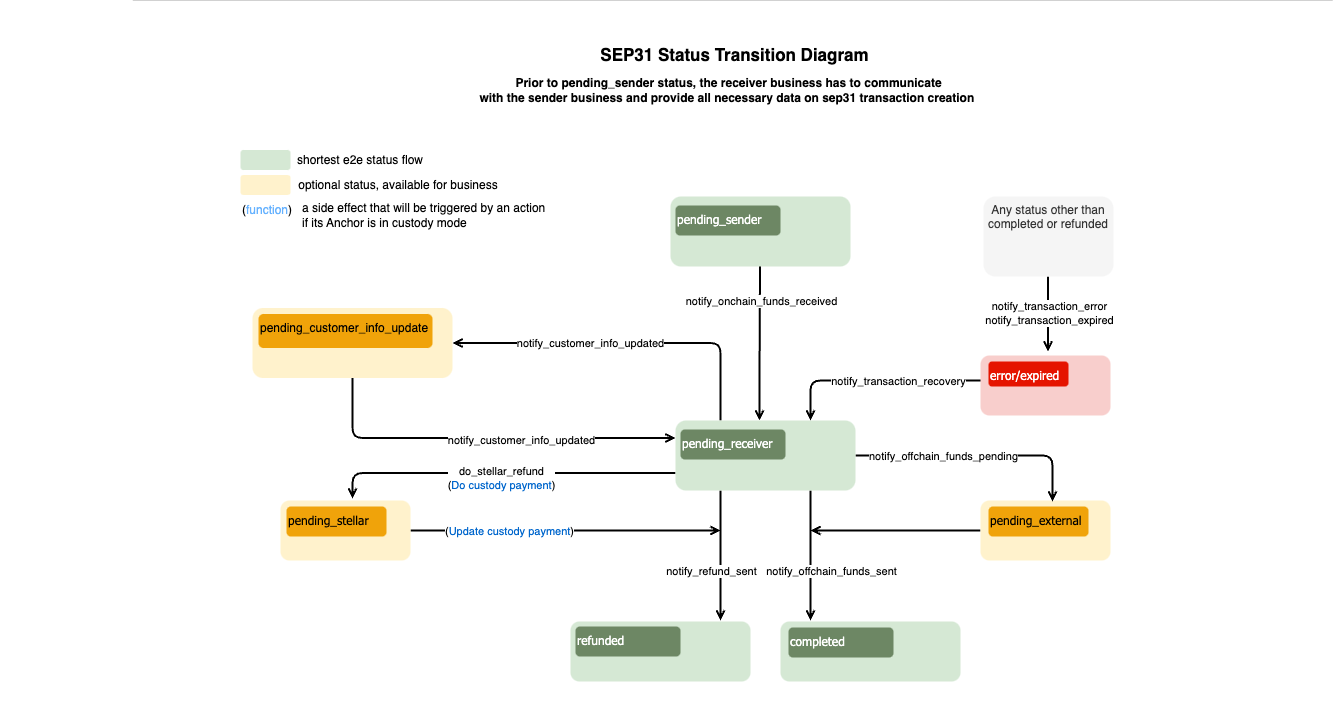 SEP31 Status Transition Diagram
Prior to pending_sender status, the receiver business has to communicate
with the sender business and provide all necessary data on sep31 transaction creation
shortest e2e status flow
optional status, available for business
(function) a side effect that will be triggered by an action
if its Anchor is in custody mode
pending_sender
Any status other than
completed or refunded
notify_onchain_funds_received
notify_transaction_error
notify_transaction_expired
pending_customer_info_update
notify_customer_info_updated
error/expired
notify_transaction_recovery
pending_receiver
notify_customer_info_updated
notify_offchain_funds_pending
do_stellar_refund
(Do custody payment)
pending_stellar
(Update custody payment)
pending_external
notify_refund_sent
notify_offchain_funds_sent
refunded
completed